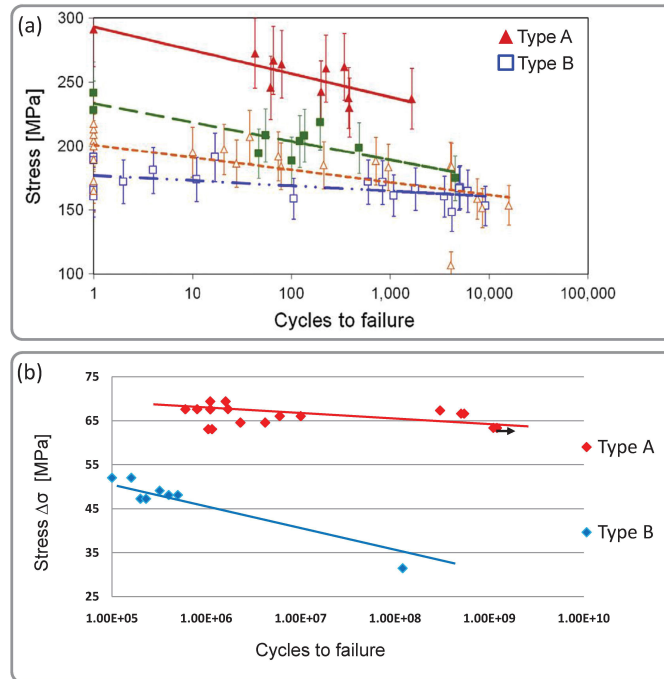 (a)
300
250
200
150
100
Stress [MPa]
Type A
Type B
1
10
100
1,000
10,000
100,000
Cycles to failure
(b)
75
65
55
45
35
25
Stress Δσ [MPa]
Type A
Type B
1.00E+05
1.00E+06
1.00E+07
1.00E+08
1.00E+09
1.00E+10
Cycles to failure